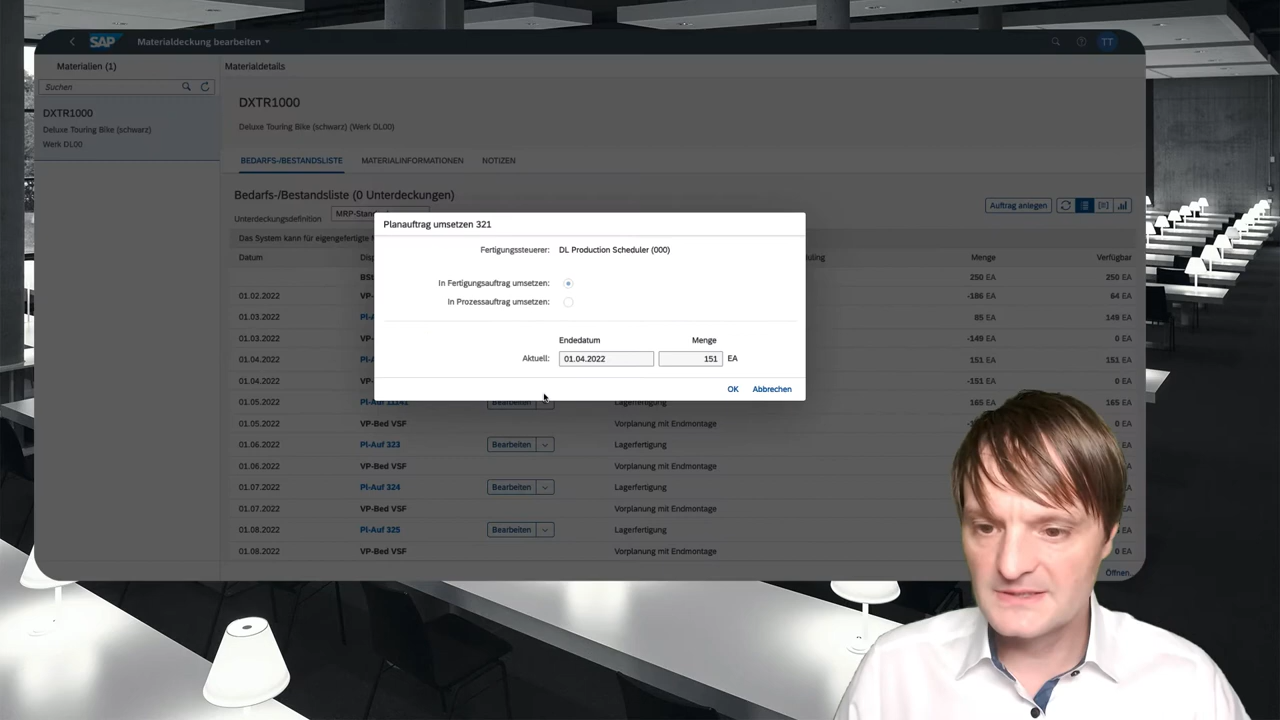 SAP Materialdeckung bearbeiten TT
Materialien (1)
Materialdetails
Suchen
DXTR1000
Deluxe Touring Bike (schwarz)
Werk DL00
DXTR1000
Deluxe Touring Bike (schwarz) (Werk DL00)
BEDARFS-/BESTANDSLISTE MATERIALINFORMATIONEN NOTIZEN
Bedarfs-/Bestandsliste (0 Unterdeckungen)
Unterdeckungsdefinition MRP-Stan
Auftrag anlegen
Das System kann für eigengefertigte
Datum Menge Verfügbar
250 EA 250 EA
01.02.2022 VP- -186 EA 64 EA
01.03.2022 85 EA 149 EA
01.03.2022 VP- -149 EA 0 EA
01.04.2022 151 EA 151 EA
01.04.2022 VP- -151 EA 0 EA
01.05.2022 Bearbeiten Lagerfertigung 165 EA 165 EA
01.05.2022 VP-Bed VSF Vorplanung mit Endmontage
01.06.2022 Pl-Auf 323 Bearbeiten Lagerfertigung
01.06.2022 VP-Bed VSF Vorplanung mit Endmontage
01.07.2022 Pl-Auf 324 Bearbeiten Lagerfertigung
01.07.2022 VP-Bed VSF Vorplanung mit Endmontage
01.08.2022 Pl-Auf 325 Bearbeiten Lagerfertigung
01.08.2022 VP-Bed VSF Vorplanung mit Endmontage
EA
Öffnen
Planauftrag umsetzen 321
Fertigungssteuerer: DL Production Scheduler (000)
In Fertigungsauftrag umsetzen:
In Prozessauftrag umsetzen:
Endedatum Menge
Aktuell: 01.04.2022 151 EA
OK Abbrechen